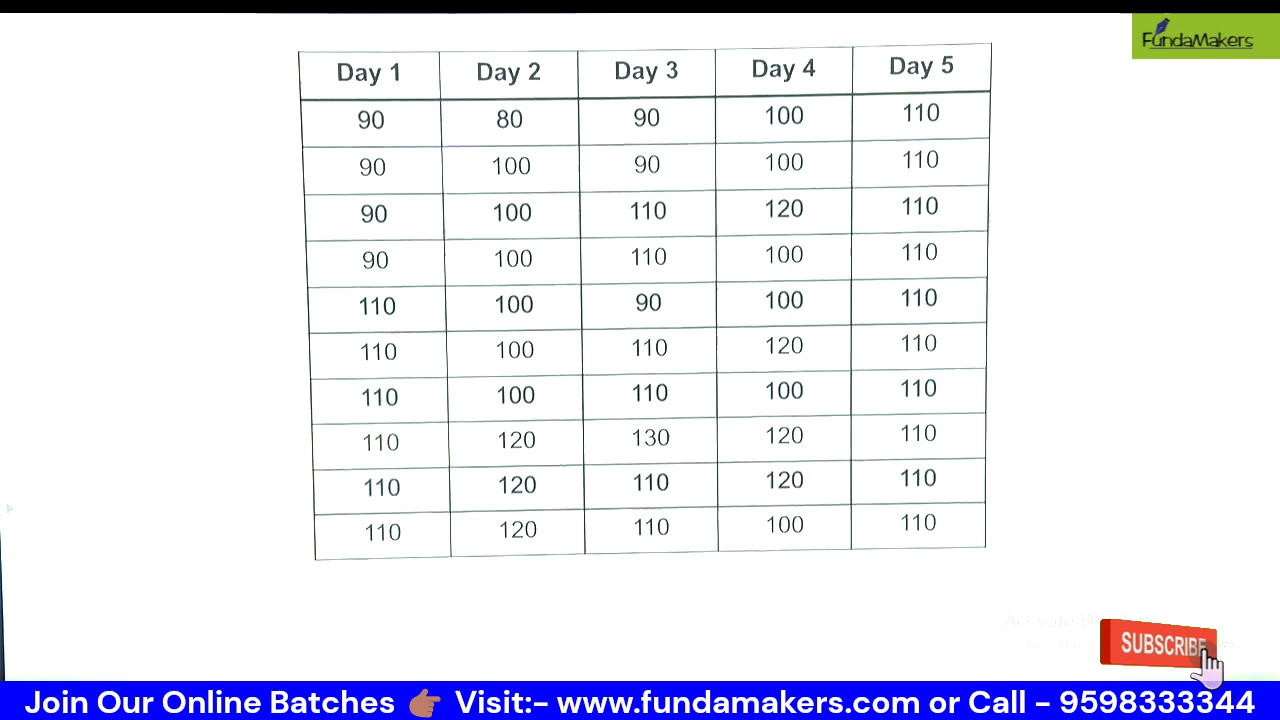 FundaMakers
Day 1 Day 2 Day 3 Day 4 Day 5
90 80 90 100 110
90 100 90 100 110
90 100 110 120 110
90 100 110 100 110
110 100 90 100 110
110 100 110 120 110
110 100 110 100 110
110 120 130 120 110
110 120 110 120 110
110 120 110 100 110
SUBSCRIBE
Join Our Online Batches Visit:- www.fundamakers.com or Call - 9598333344